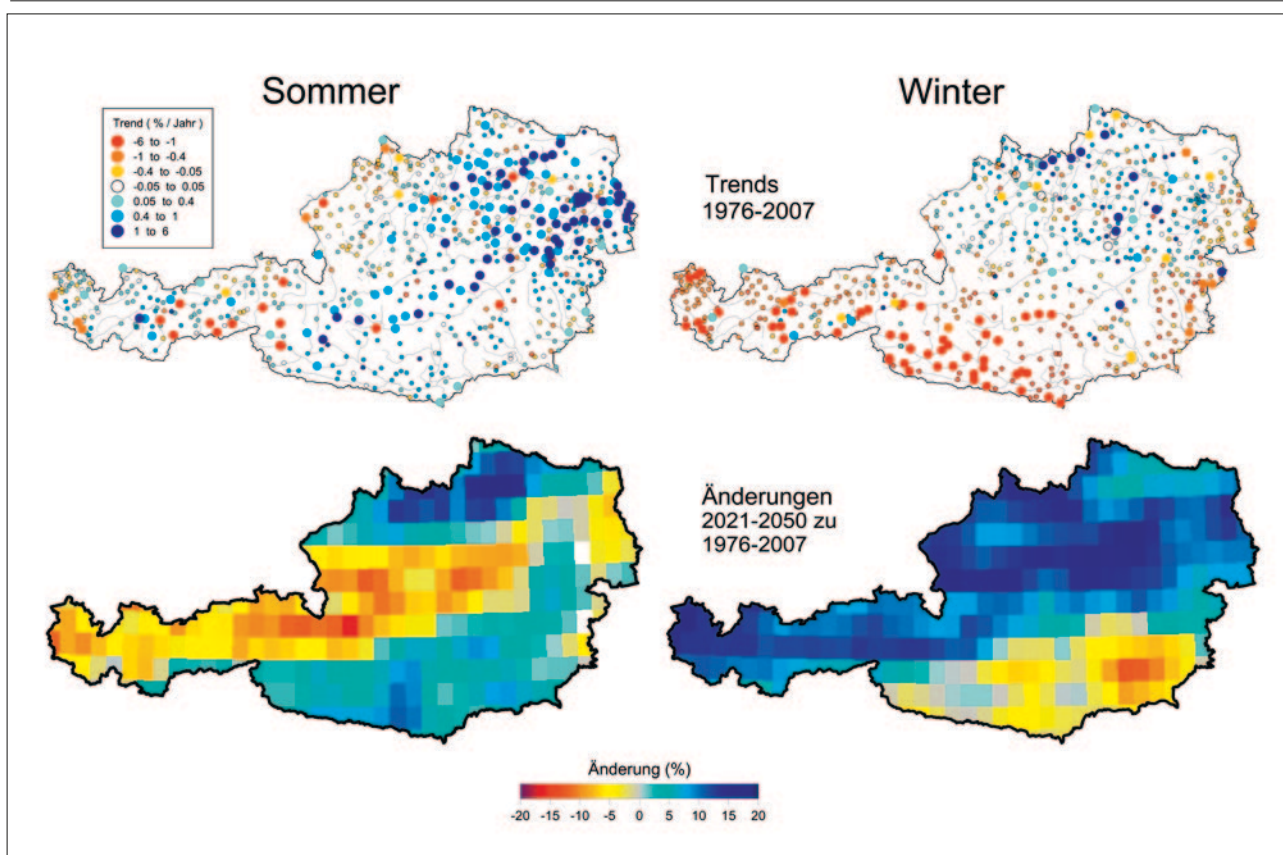 Sommer
Winter
Trend ( % / Jahr )
-6 to -1
-1 to -0.4
-0.4 to -0.05
-0.05 to 0.05
0.05 to 0.4
0.4 to 1
1 to 6
Trends
1976-2007
Änderungen
2021-2050 zu
1976-2007
Änderung (%)
-20 -15 -10 -5 0 5 10 15 20